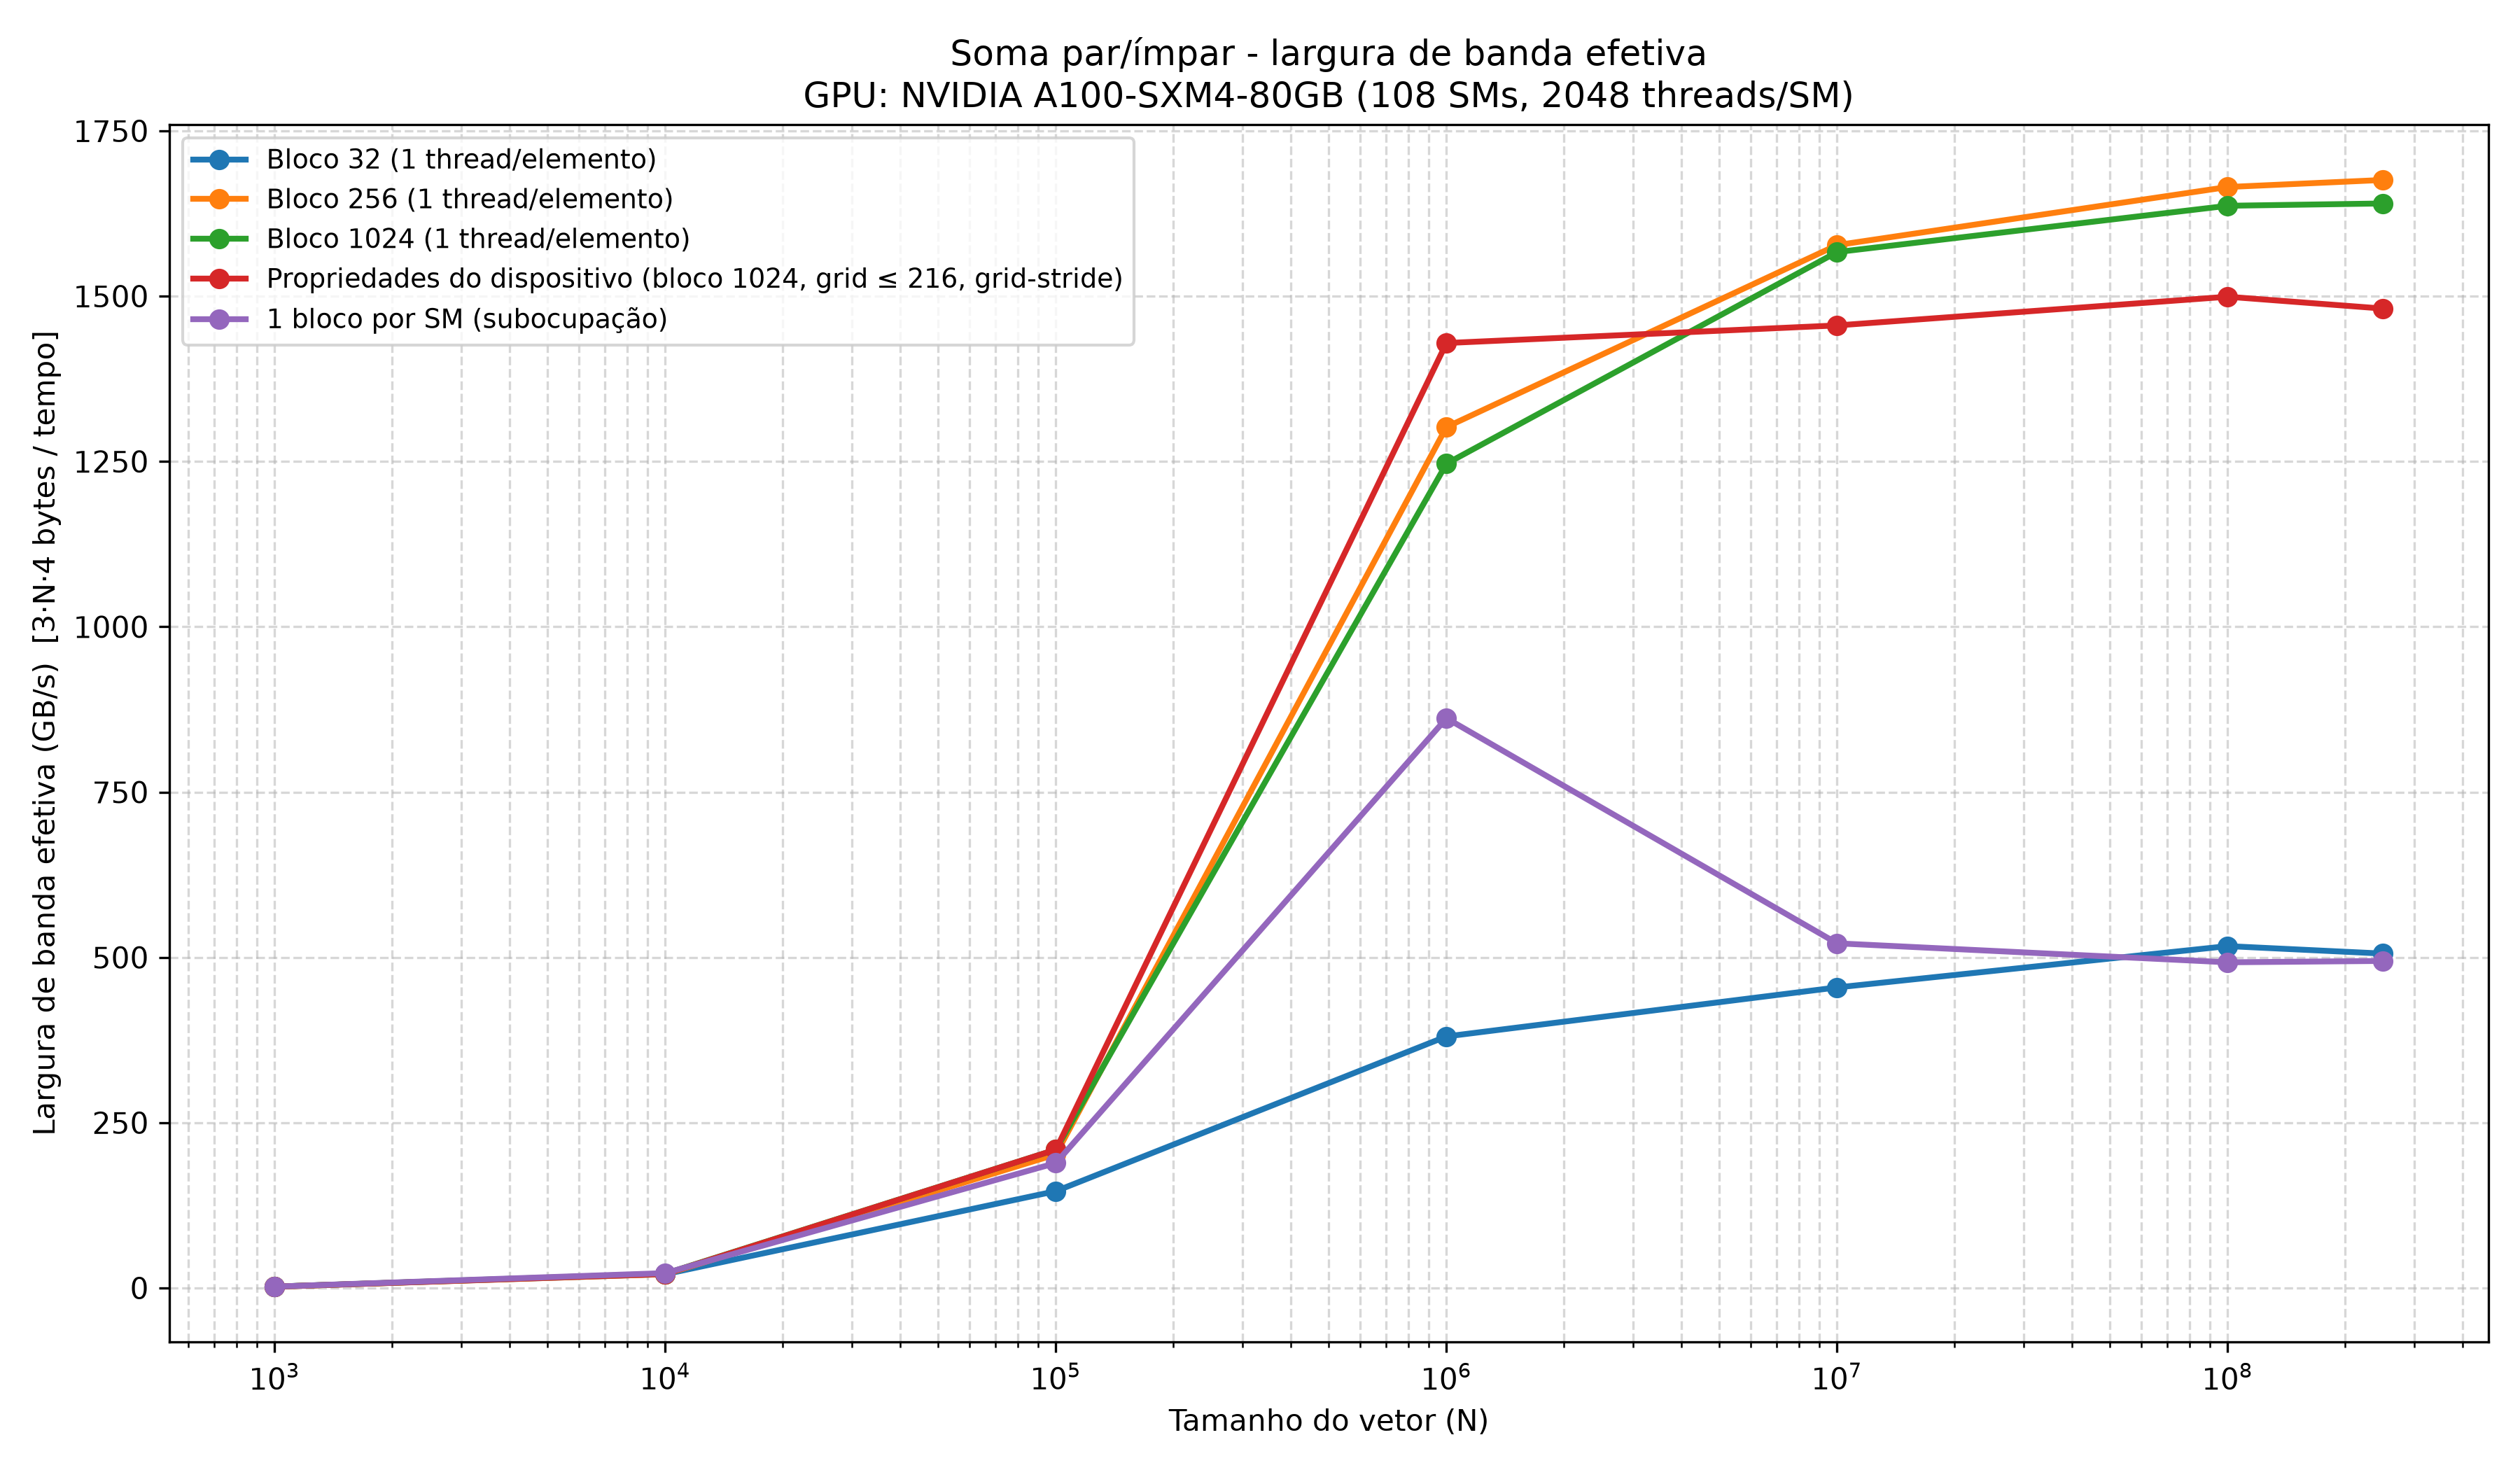 Soma par/ímpar - largura de banda efetiva
GPU: NVIDIA A100-SXM4-80GB (108 SMs, 2048 threads/SM)
Largura de banda efetiva (GB/s)  [3·N·4 bytes / tempo]
1750
1500
1250
1000
750
500
250
0
Bloco 32 (1 thread/elemento)
Bloco 256 (1 thread/elemento)
Bloco 1024 (1 thread/elemento)
Propriedades do dispositivo (bloco 1024, grid ≤ 216, grid-stride)
1 bloco por SM (subocupação)
10³ 10⁴ 10⁵ 10⁶ 10⁷ 10⁸
Tamanho do vetor (N)